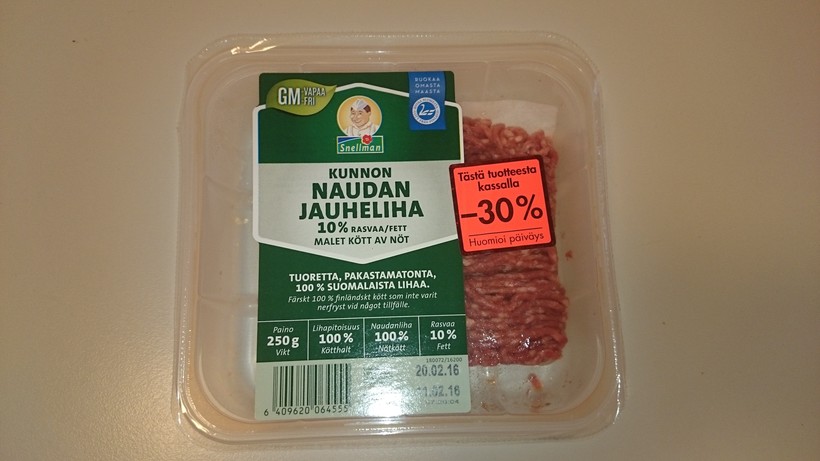 GM-VAPAA
FRI
RUOKAA
OMASTA
MAASTA
Snellman
KUNNON
NAUDAN
JAUHELIHA
10% RASVAA/FETT
MALET KÖTT AV NÖT
TUORETTA, PAKASTAMATONTA,
100 % SUOMALAISTA LIHAA.
Färskt 100 % finländskt kött som inte varit
nerfryst vid något tillfälle.
Paino
250 g
Vikt
Lihapitoisuus
100 %
Kötthalt
Naudanliha
100 %
Nötkött
Rasvaa
10 %
Fett
20.02.16
6 409620 064555
Tästä tuotteesta
kassalla
–30%
Huomioi päiväys